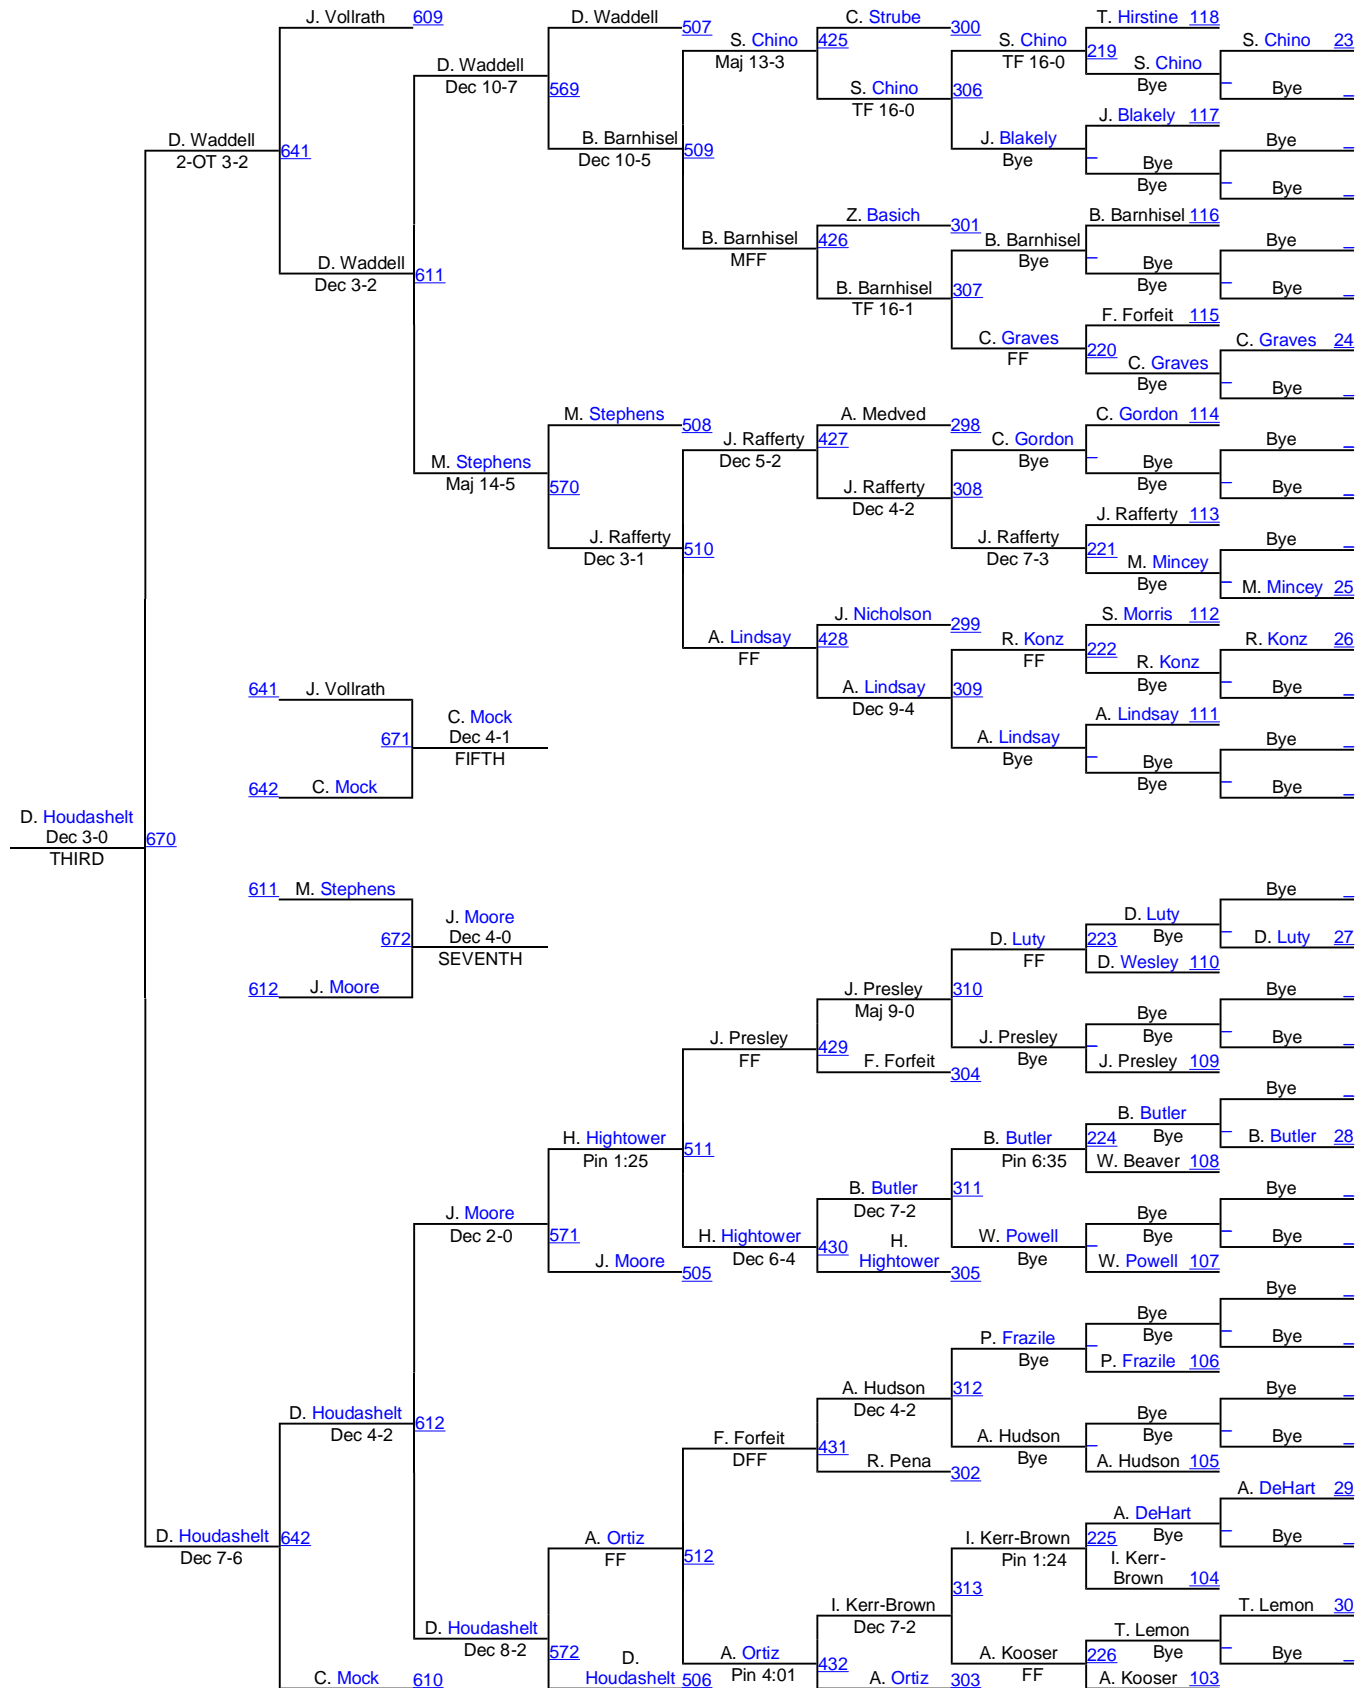 J. Vollrath 609
D. Waddell 507
C. Strube 300
T. Hirstine 118
S. Chino 425
Maj 13-3
S. Chino 219
TF 16-0
S. Chino 23
S. Chino
Bye
D. Waddell
Dec 10-7
569
S. Chino 306
TF 16-0
Bye
J. Blakely 117
D. Waddell
2-OT 3-2
641
B. Barnhisel
Dec 10-5
509
J. Blakely
Bye
Bye
Bye
Bye
Bye
Z. Basich 301
B. Barnhisel 116
B. Barnhisel 426
MFF
B. Barnhisel
Bye
Bye
Bye
Bye
Bye
D. Waddell
Dec 3-2
611
B. Barnhisel 307
TF 16-1
F. Forfeit 115
C. Graves
FF
220
C. Graves
Bye
C. Graves 24
Bye
M. Stephens 508
A. Medved 298
C. Gordon 114
J. Rafferty 427
Dec 5-2
C. Gordon
Bye
Bye
Bye
Bye
Bye
M. Stephens
Maj 14-5
570
J. Rafferty 308
Dec 4-2
J. Rafferty 113
J. Rafferty
Dec 3-1
510
J. Rafferty
Dec 7-3
221
M. Mincey
Bye
Bye
M. Mincey 25
J. Nicholson 299
S. Morris 112
A. Lindsay 428
FF
R. Konz
FF
222
R. Konz
Bye
R. Konz 26
Bye
641 J. Vollrath
A. Lindsay 309
Dec 9-4
A. Lindsay 111
671
C. Mock
Dec 4-1
FIFTH
A. Lindsay
Bye
Bye
Bye
Bye
Bye
642 C. Mock
D. Houdashelt
Dec 3-0
THIRD
670
611 M. Stephens
672
J. Moore
Dec 4-0
SEVENTH
D. Luty
FF
223
D. Luty
Bye
Bye
D. Luty 27
D. Wesley 110
612 J. Moore
J. Presley
Maj 9-0
310
J. Presley
FF
429
J. Presley
Bye
Bye
Bye
Bye
Bye
F. Forfeit 304
J. Presley 109
H. Hightower
Pin 1:25
511
B. Butler
Pin 6:35
224
B. Butler
Bye
Bye
B. Butler 28
W. Beaver 108
J. Moore
Dec 2-0
571
B. Butler
Dec 7-2
311
H. Hightower
Dec 6-4
430
W. Powell
Bye
Bye
Bye
Bye
Bye
J. Moore 505
H.
Hightower 305
W. Powell 107
P. Frazile
Bye
Bye
Bye
Bye
Bye
P. Frazile 106
D. Houdashelt
Dec 4-2
612
A. Hudson
Dec 4-2
312
F. Forfeit
DFF
431
A. Hudson
Bye
Bye
Bye
Bye
Bye
R. Pena 302
A. Hudson 105
D. Houdashelt
Dec 7-6
642
A. Ortiz
FF
512
I. Kerr-Brown
Pin 1:24
225
A. DeHart
Bye
A. DeHart 29
Bye
I. Kerr-
Brown 104
D. Houdashelt
Dec 8-2
572
I. Kerr-Brown
Dec 7-2
313
T. Lemon 30
A. Ortiz
Pin 4:01
432
A. Kooser
FF
226
T. Lemon
Bye
Bye
C. Mock 610
D.
Houdashelt 506
A. Ortiz 303
A. Kooser 103